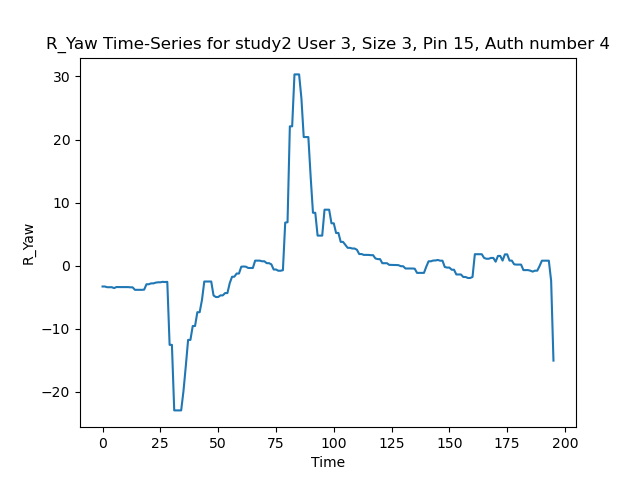 R_Yaw Time-Series for study2 User 3, Size 3, Pin 15, Auth number 4
30
20
10
0
−10
−20
R_Yaw
0 25 50 75 100 125 150 175 200
Time